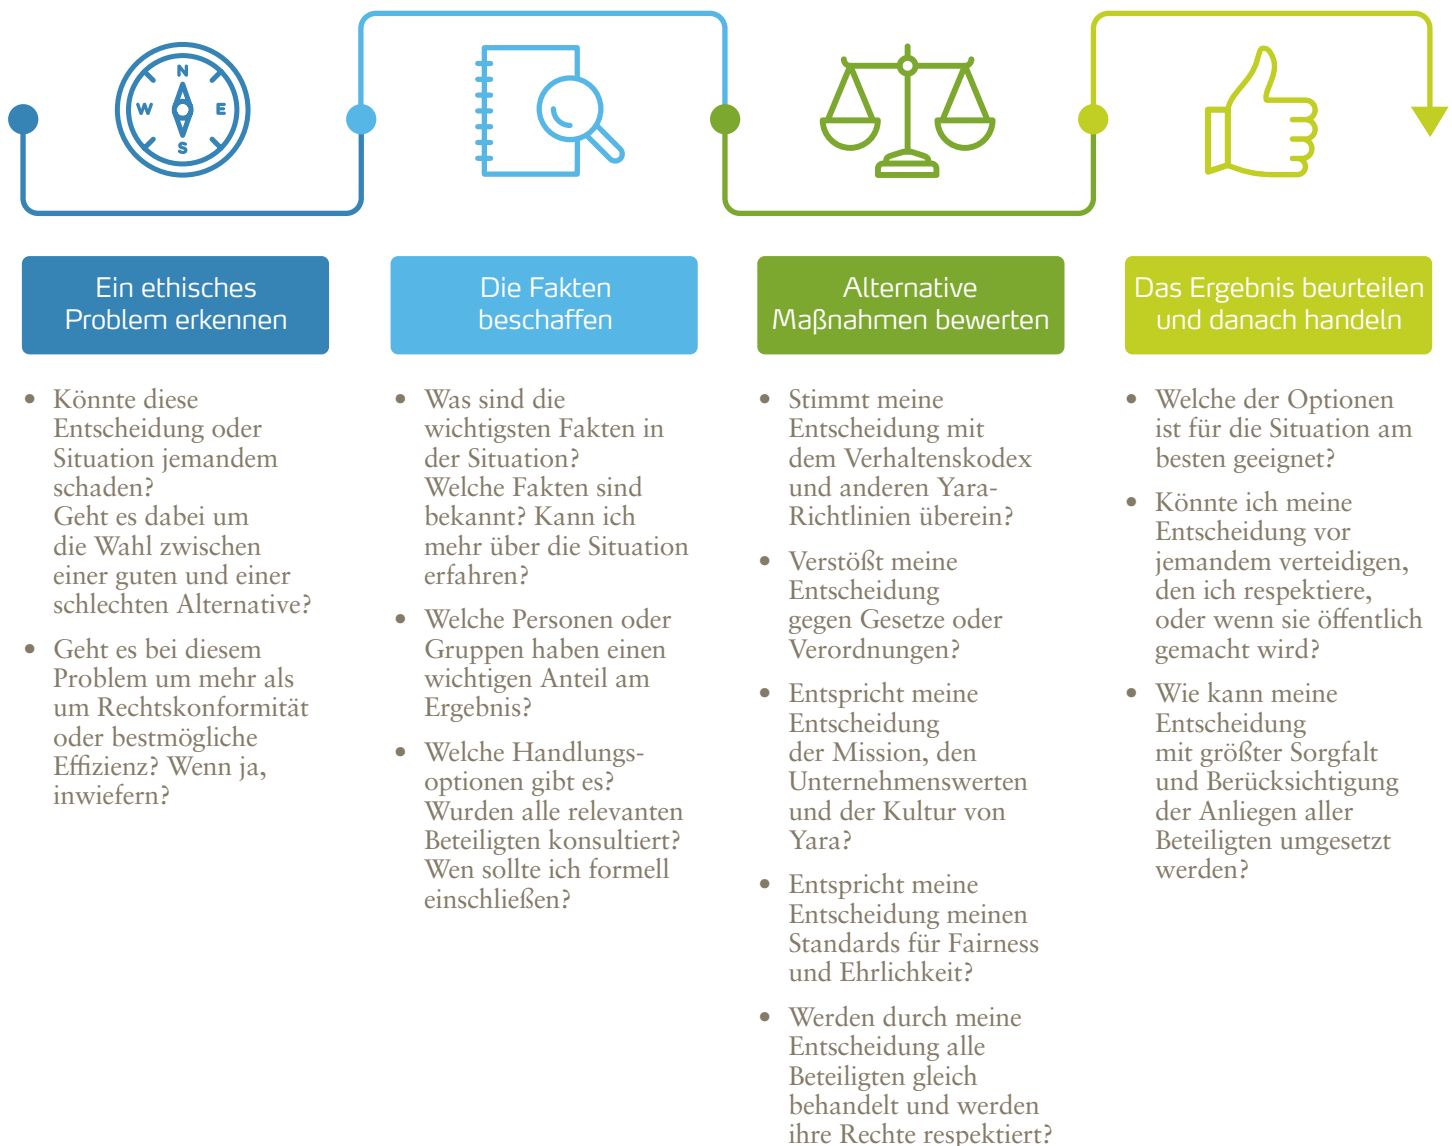 N
W
E
S
Ein ethisches
Problem erkennen
• Könnte diese
Entscheidung oder
Situation jemandem
schaden?
Geht es dabei um
die Wahl zwischen
einer guten und einer
schlechten Alternative?
• Geht es bei diesem
Problem um mehr als
um Rechtskonformität
oder bestmögliche
Effizienz? Wenn ja,
inwiefern?
Die Fakten
beschaffen
• Was sind die
wichtigsten Fakten in
der Situation?
Welche Fakten sind
bekannt? Kann ich
mehr über die Situation
erfahren?
• Welche Personen oder
Gruppen haben einen
wichtigen Anteil am
Ergebnis?
• Welche Handlungs-
optionen gibt es?
Wurden alle relevanten
Beteiligten konsultiert?
Wen sollte ich formell
einschließen?
Alternative
Maßnahmen bewerten
• Stimmt meine
Entscheidung mit
dem Verhaltenskodex
und anderen Yara-
Richtlinien überein?
• Verstößt meine
Entscheidung
gegen Gesetze oder
Verordnungen?
• Entspricht meine
Entscheidung
der Mission, den
Unternehmenswerten
und der Kultur von
Yara?
• Entspricht meine
Entscheidung meinen
Standards für Fairness
und Ehrlichkeit?
• Werden durch meine
Entscheidung alle
Beteiligten gleich
behandelt und werden
ihre Rechte respektiert?
Das Ergebnis beurteilen
und danach handeln
• Welche der Optionen
ist für die Situation am
besten geeignet?
• Könnte ich meine
Entscheidung vor
jemandem verteidigen,
den ich respektiere,
oder wenn sie öffentlich
gemacht wird?
• Wie kann meine
Entscheidung
mit größter Sorgfalt
und Berücksichtigung
der Anliegen aller
Beteiligten umgesetzt
werden?